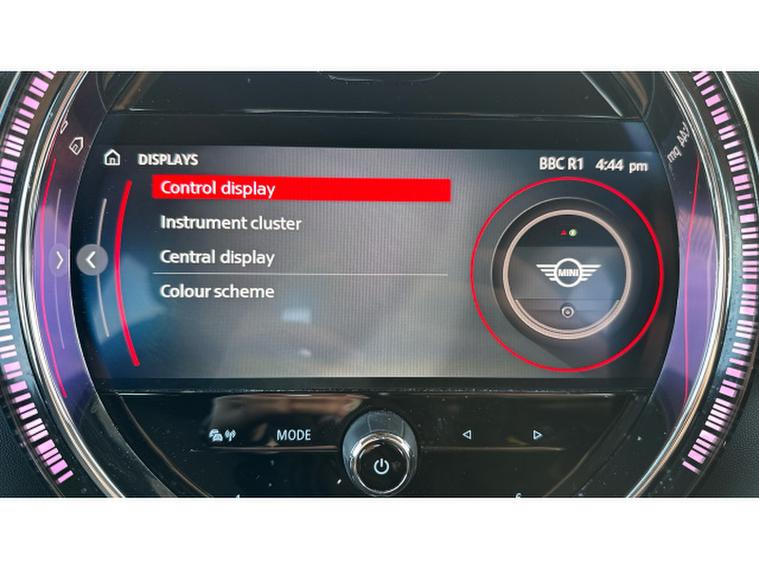 DISPLAYS BBC R1 4:44 pm
Control display
Instrument cluster
Central display
Colour scheme
MINI
MODE